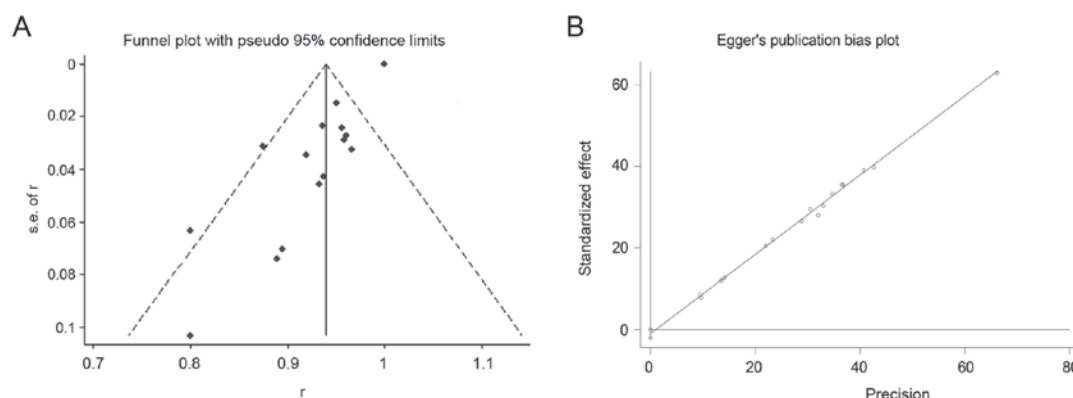 A
Funnel plot with pseudo 95% confidence limits
0
0.02
0.04
0.06
0.08
0.1
s.e. of r
0.7
0.8
0.9
1
1.1
r
B
Egger's publication bias plot
60
40
20
0
Standardized effect
0
20
40
60
80
Precision